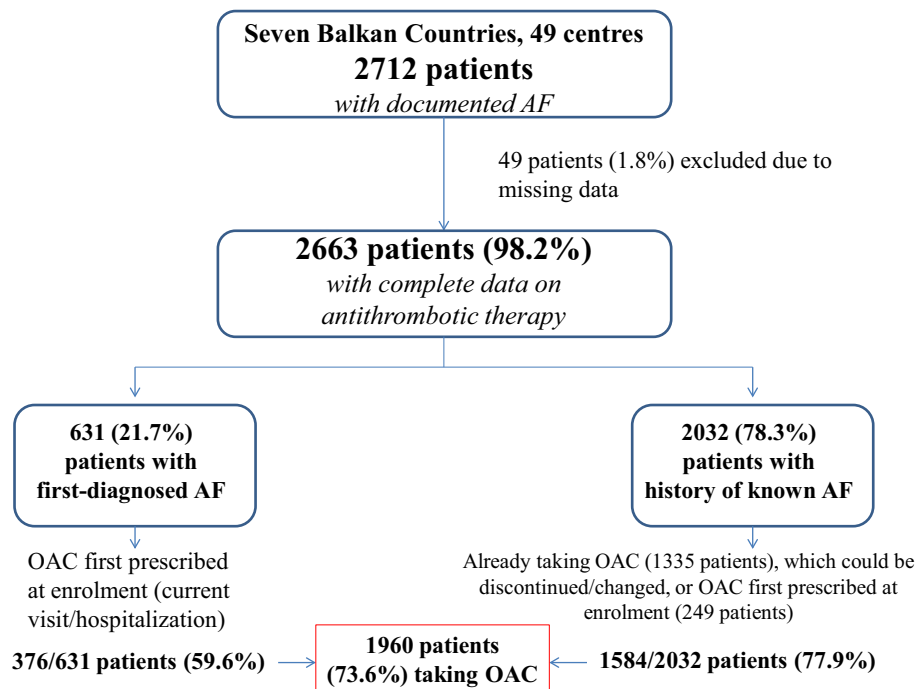 Seven Balkan Countries, 49 centres
2712 patients
with documented AF
49 patients (1.8%) excluded due to
missing data
2663 patients (98.2%)
with complete data on
antithrombotic therapy
631 (21.7%)
patients with
first-diagnosed AF
2032 (78.3%)
patients with
history of known AF
OAC first prescribed
at enrolment (current
visit/hospitalization)
Already taking OAC (1335 patients), which could be
discontinued/changed, or OAC first prescribed at
enrolment (249 patients)
376/631 patients (59.6%)
1960 patients
(73.6%) taking OAC
1584/2032 patients (77.9%)